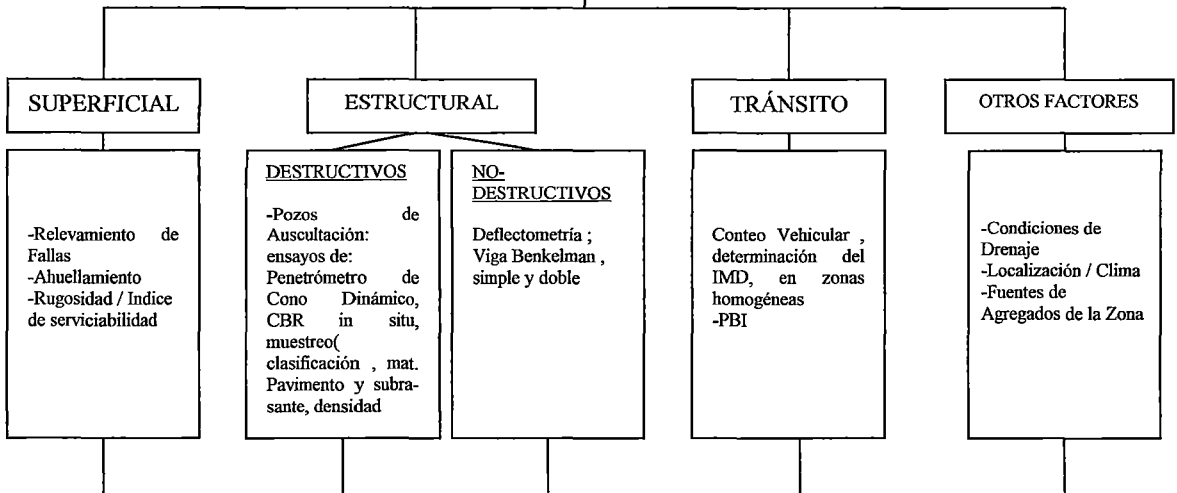 SUPERFICIAL
-Relevamiento de
Fallas
-Ahuellamiento
-Rugosidad / Indice
de serviciabilidad
ESTRUCTURAL
DESTRUCTIVOS
-Pozos de
Auscultación:
ensayos de:
Penetrómetro de
Cono Dinámico,
CBR in situ,
muestreo(
clasificación , mat.
Pavimento y subra-
sante, densidad
NO-
DESTRUCTIVOS
Deflectometría ;
Viga Benkelman ,
simple y doble
TRÁNSITO
Conteo Vehicular ,
determinación del
IMD, en zonas
homogéneas
-PBI
OTROS FACTORES
-Condiciones de
Drenaje
-Localización / Clima
-Fuentes de
Agregados de la Zona